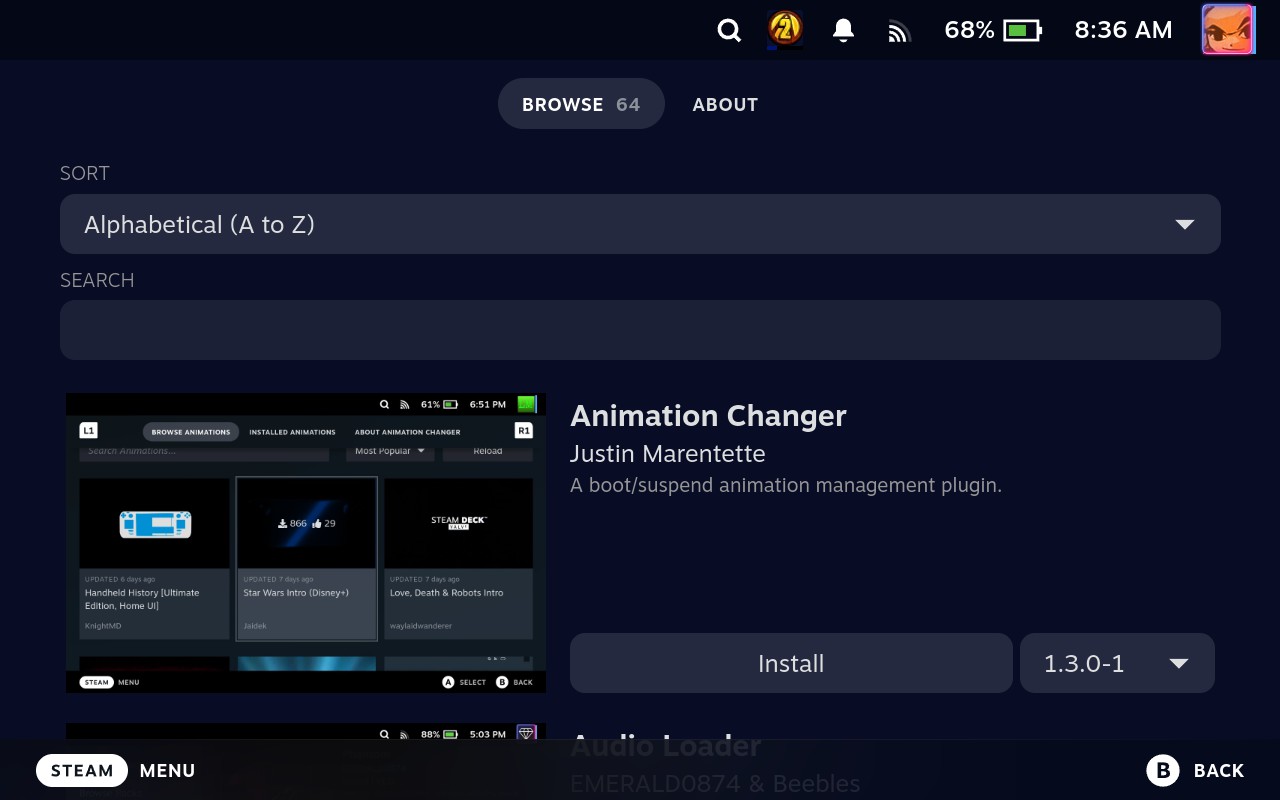 68%
8:36 AM
BROWSE 64
ABOUT
SORT
Alphabetical (A to Z)
SEARCH
61%
6:51 PM
L1
BROWSE ANIMATIONS
INSTALLED ANIMATIONS
ABOUT ANIMATION CHANGER
R1
Search Animations...
Most Popular
Reload
866
29
STEAM DECK
VALVE
UPDATED 6 days ago
Handheld History [Ultimate
Edition, Home UI]
KnightMD
UPDATED 7 days ago
Star Wars Intro (Disney+)
Jaldek
UPDATED 7 days ago
Love, Death & Robots Intro
waylaidwanderer
STEAM MENU
A SELECT
B BACK
Animation Changer
Justin Marentette
A boot/suspend animation management plugin.
Install
1.3.0-1
88%
5:03 PM
Audio Loader
EMERALD0874 & Beebles
STEAM MENU
B BACK